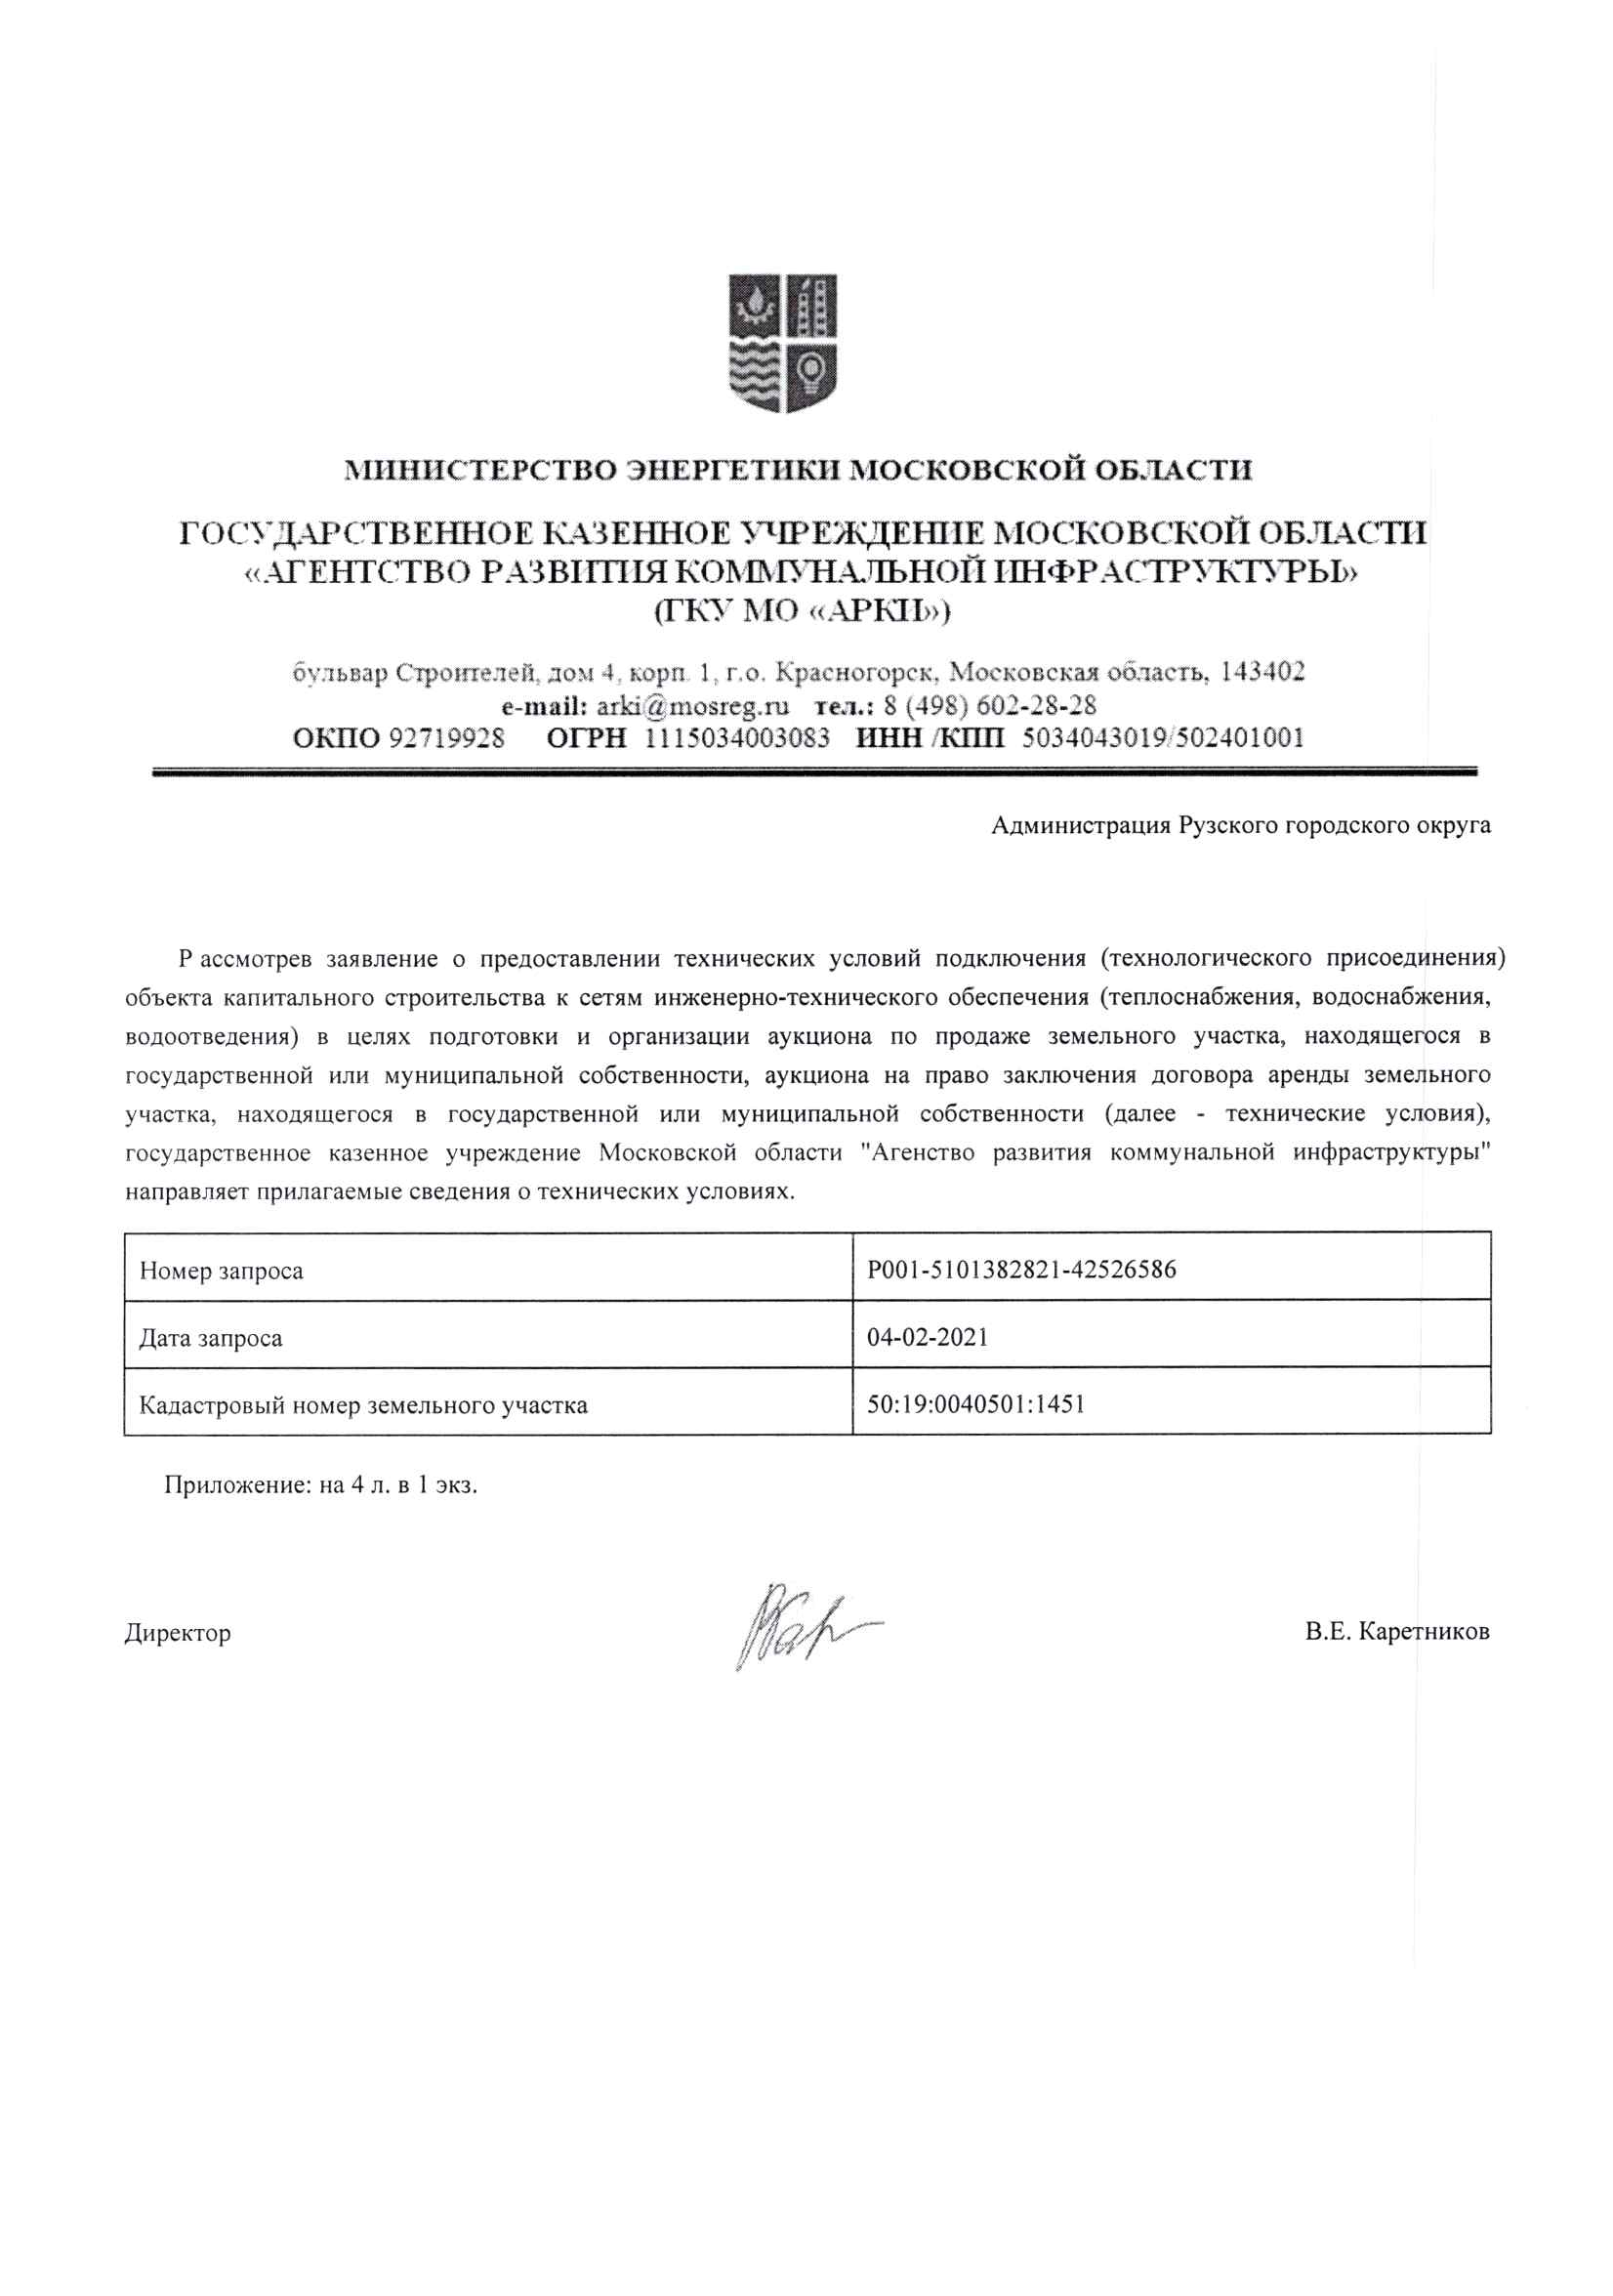 МИНИСТЕРСТВО ЭНЕРГЕТИКИ МОСКОВСКОЙ ОБЛАСТИ
ГОСУДАРСТВЕННОЕ КАЗЕННОЕ УЧРЕЖДЕНИЕ МОСКОВСКОЙ ОБЛАСТИ
«АГЕНТСТВО РАЗВИТИЯ КОММУНАЛЬНОЙ ИНФРАСТРУКТУРЫ»
(ГКУ МО «АРКИ»)
бульвар Строителей, дом 4, корп. 1, г.о. Красногорск, Московская область, 143402
e-mail: arki@mosreg.ru тел.: 8 (498) 602-28-28
ОКПО 92719928 ОГРН 1115034003083 ИНН /КПП 5034043019/502401001
Администрация Рузского городского округа
Р ассмотрев заявление о предоставлении технических условий подключения (технологического присоединения)
объекта капитального строительства к сетям инженерно-технического обеспечения (теплоснабжения, водоснабжения,
водоотведения) в целях подготовки и организации аукциона по продаже земельного участка, находящегося в
государственной или муниципальной собственности, аукциона на право заключения договора аренды земельного
участка, находящегося в государственной или муниципальной собственности (далее - технические условия),
государственное казенное учреждение Московской области "Агенство развития коммунальной инфраструктуры"
направляет прилагаемые сведения о технических условиях.
Номер запроса P001-5101382821-42526586
Дата запроса 04-02-2021
Кадастровый номер земельного участка 50:19:0040501:1451
Приложение: на 4 л. в 1 экз.
Директор В.Е. Каретников